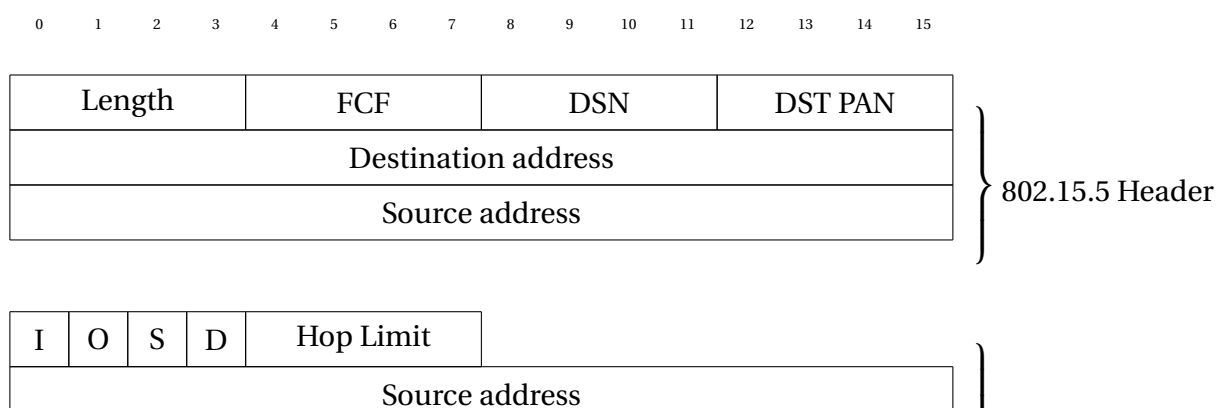 0 1 2 3 4 5 6 7 8 9 10 11 12 13 14 15
Length FCF DSN DST PAN
Destination address
Source address
802.15.5 Header
I O S D Hop Limit
Source address